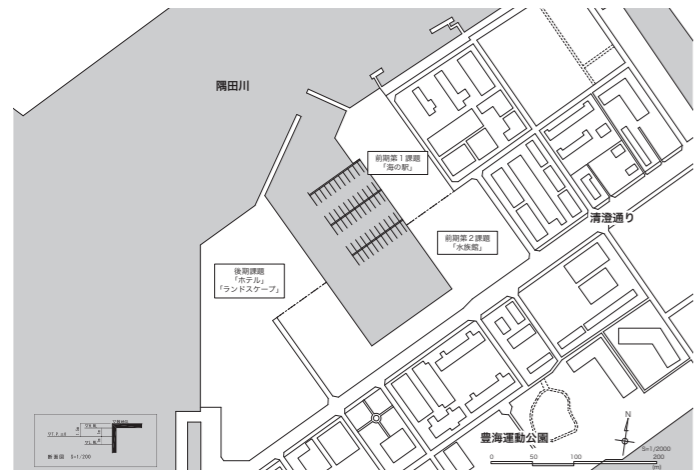 隅田川
前期第1課題
「海の駅」
清澄通り
前期第2課題
「水族館」
後期課題
「ホテル」
「ランドスケープ」
豊海運動公園
N
S=1/2000
0 50 100 200
(m)
断面図 S=1/200